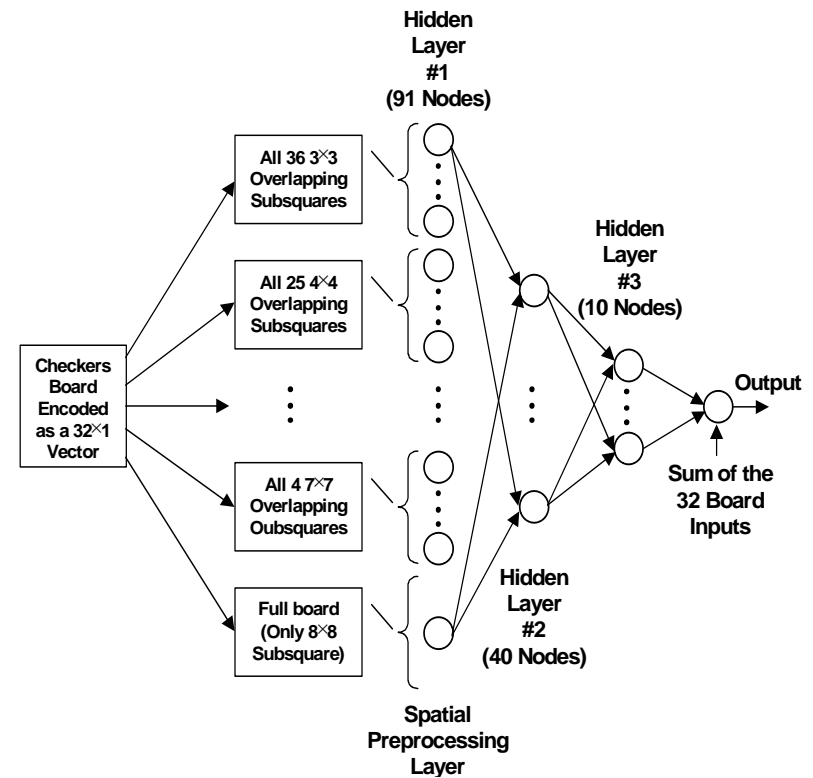 Hidden
Layer
#1
(91 Nodes)
All 36 3×3
Overlapping
Subsquares
All 25 4×4
Overlapping
Subsquares
Checkers
Board
Encoded
as a 32×1
Vector
All 4 7×7
Overlapping
Oubsquares
Full board
(Only 8×8
Subsquare)
Spatial
Preprocessing
Layer
Hidden
Layer
#2
(40 Nodes)
Hidden
Layer
#3
(10 Nodes)
Output
Sum of the
32 Board
Inputs